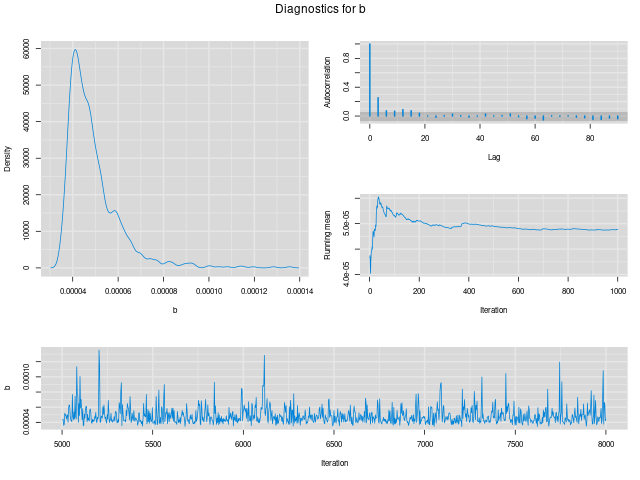 Diagnostics for b
Density
0 10000 20000 30000 40000 50000 60000
0.00004 0.00006 0.00008 0.00010 0.00012 0.00014
b
Autocorrelation
0.0 0.4 0.8
0 20 40 60 80
Lag
Running mean
4.0e-05 5.0e-05
0 200 400 600 800 1000
Iteration
b
0.00004 0.00010
5000 5500 6000 6500 7000 7500 8000
Iteration